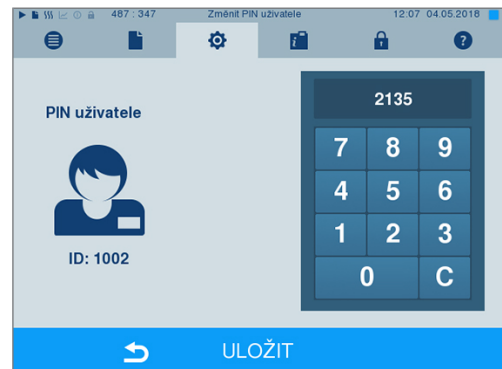 487 : 347 Změnit PIN uživatele 12:07 04.05.2018
i ?
PIN uživatele
2135
7 8 9
4 5 6
1 2 3
0 C
ID: 1002
ULOŽIT